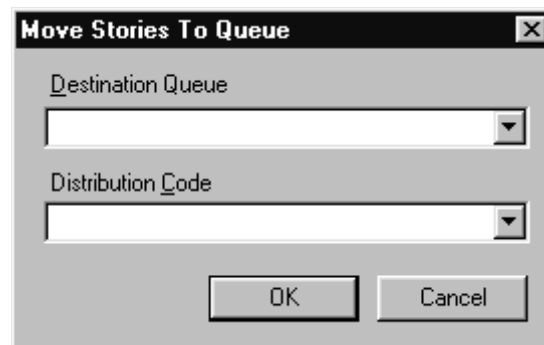 Move Stories To Queue
Destination Queue
Distribution Code
OK Cancel